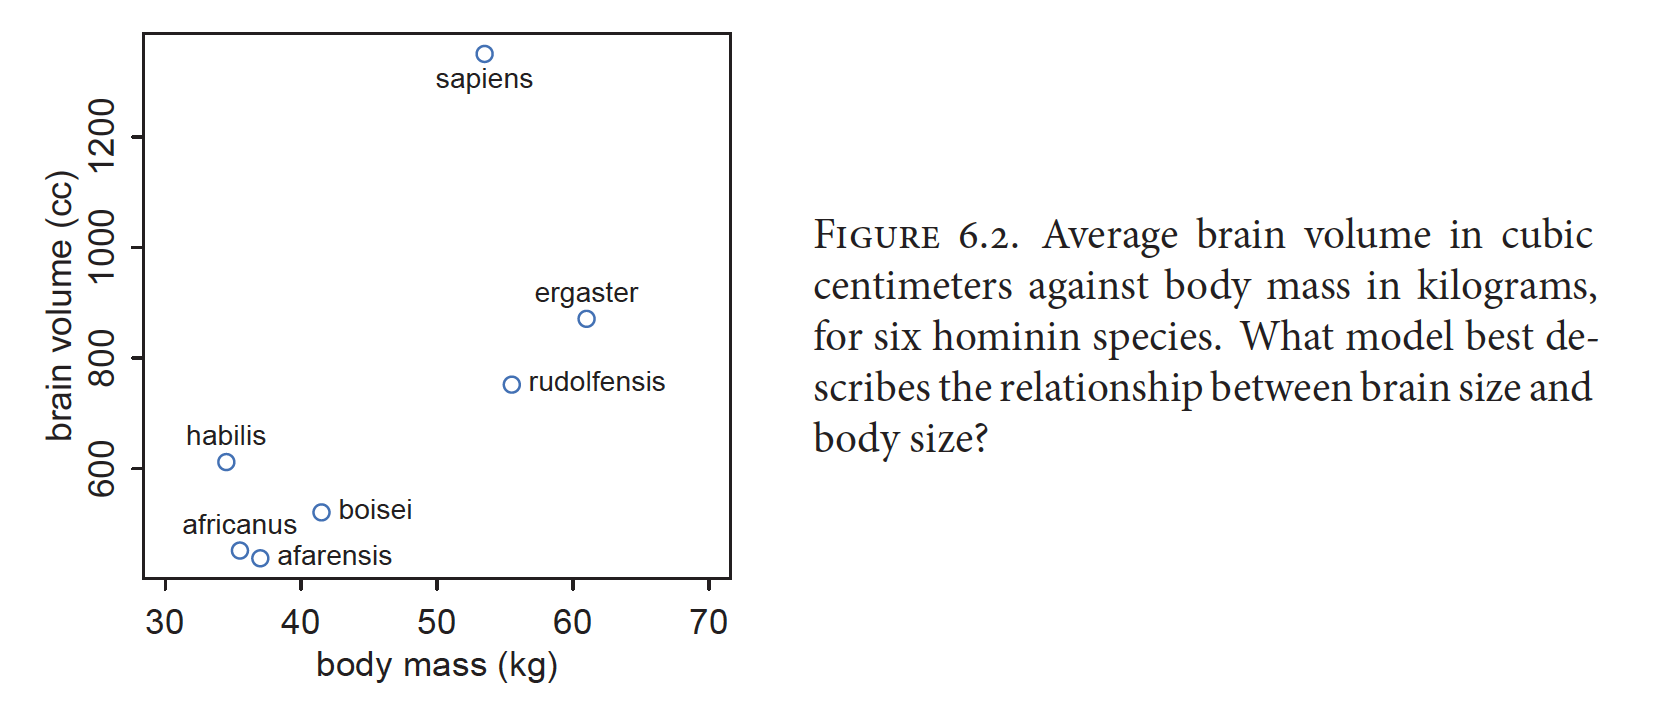 sapiens
ergaster
rudolfensis
habilis
boisei
africanus
afarensis
600
800
1000
1200
brain volume (cc)
30 40 50 60 70
body mass (kg)
FIGURE 6.2. Average brain volume in cubic
centimeters against body mass in kilograms,
for six hominin species. What model best de-
scribes the relationship between brain size and
body size?